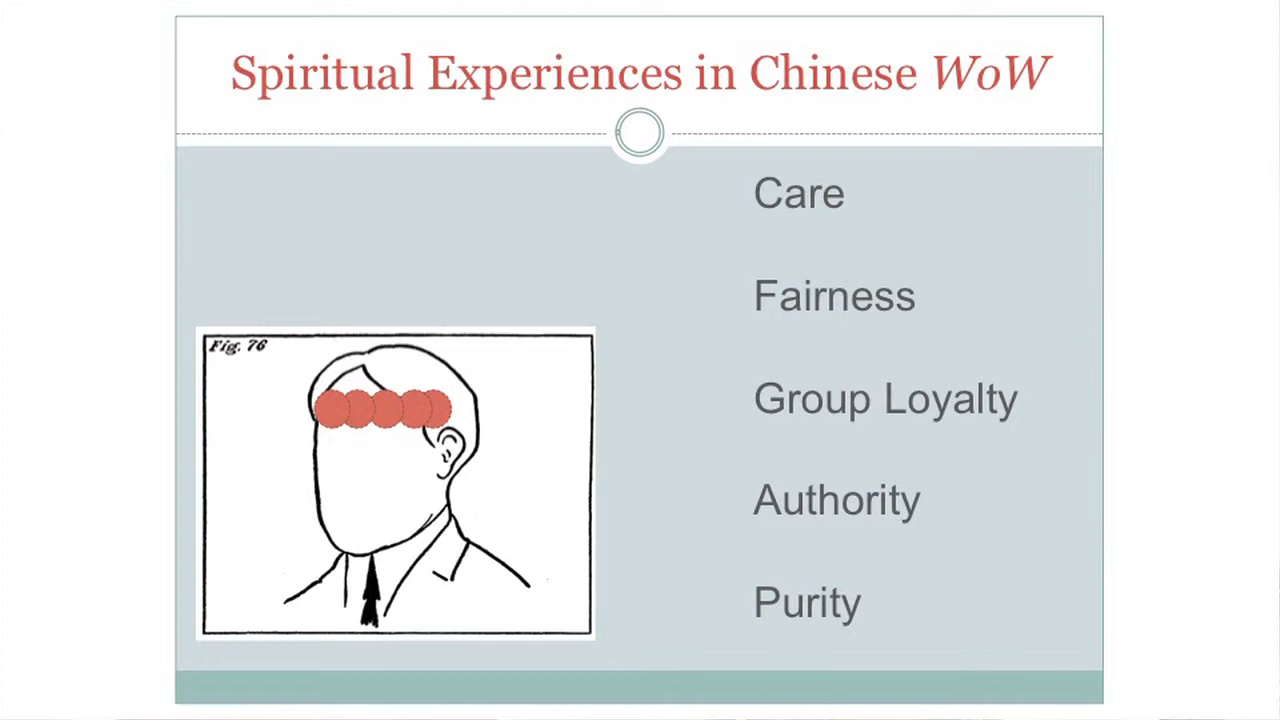 Spiritual Experiences in Chinese WoW
Fig. 76
Care
Fairness
Group Loyalty
Authority
Purity